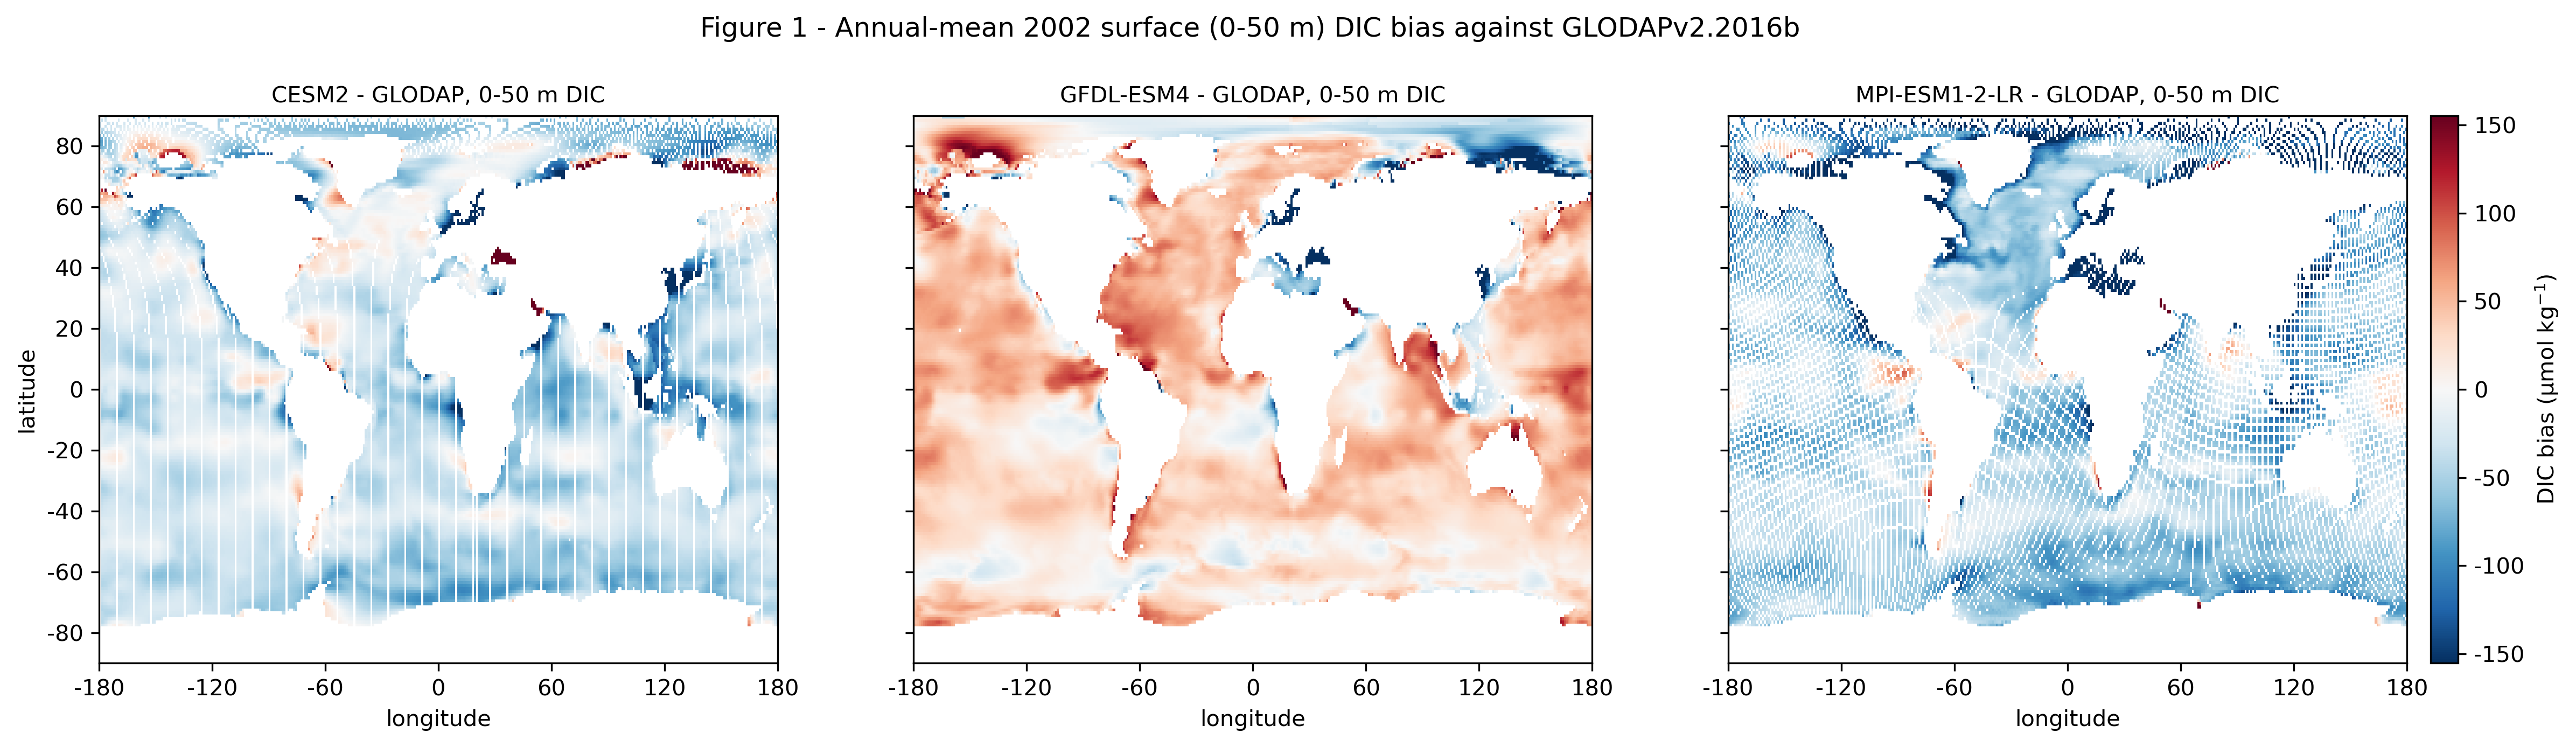 Figure 1 - Annual-mean 2002 surface (0-50 m) DIC bias against GLODAPv2.2016b
CESM2 - GLODAP, 0-50 m DIC
GFDL-ESM4 - GLODAP, 0-50 m DIC
MPI-ESM1-2-LR - GLODAP, 0-50 m DIC
latitude
80
60
40
20
0
-20
-40
-60
-80
-180 -120 -60 0 60 120 180
longitude
-180 -120 -60 0 60 120 180
longitude
-180 -120 -60 0 60 120 180
longitude
150
100
50
0
-50
-100
-150
DIC bias (μmol kg⁻¹)